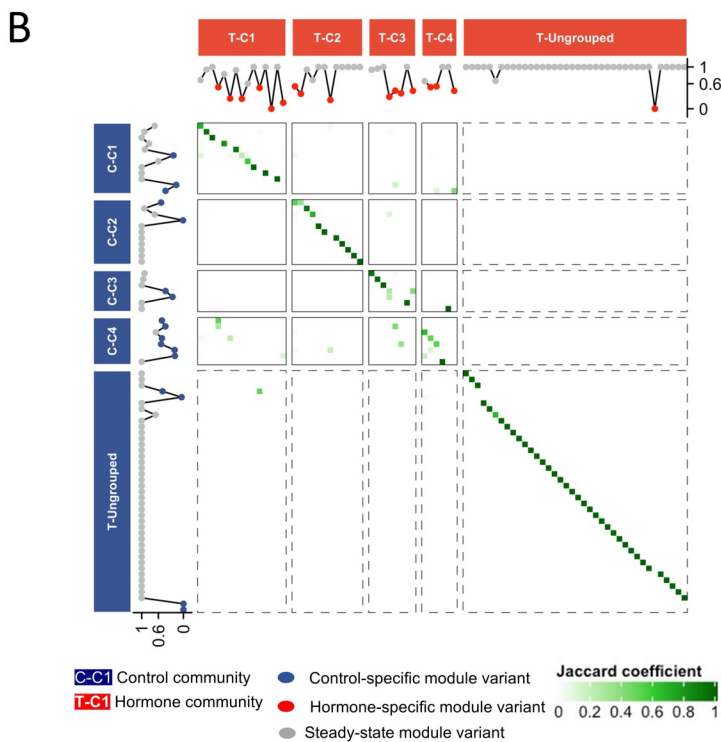 B
T-C1 T-C2 T-C3 T-C4 T-Ungrouped
1
0.6
0
C-C1
C-C2
C-C3
C-C4
T-Ungrouped
1 0.6 0
C-C1 Control community
T-C1 Hormone community
Control-specific module variant
Hormone-specific module variant
Steady-state module variant
Jaccard coefficient
0 0.2 0.4 0.6 0.8 1